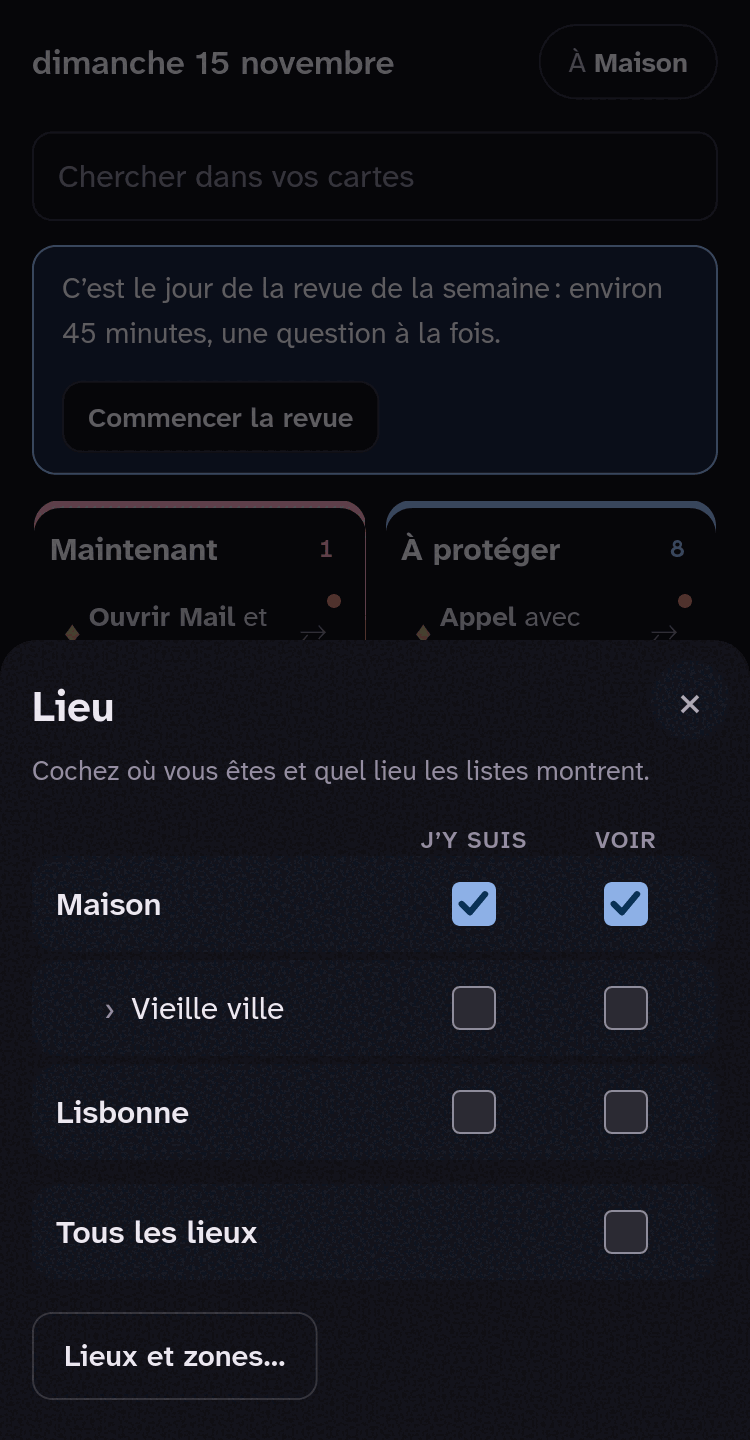 dimanche 15 novembre
À Maison
Chercher dans vos cartes
C’est le jour de la revue de la semaine : environ
45 minutes, une question à la fois.
Commencer la revue
Maintenant 1
À protéger 8
Ouvrir Mail et
Appel avec
Lieu
Cochez où vous êtes et quel lieu les listes montrent.
J’Y SUIS VOIR
Maison
› Vieille ville
Lisbonne
Tous les lieux
Lieux et zones…